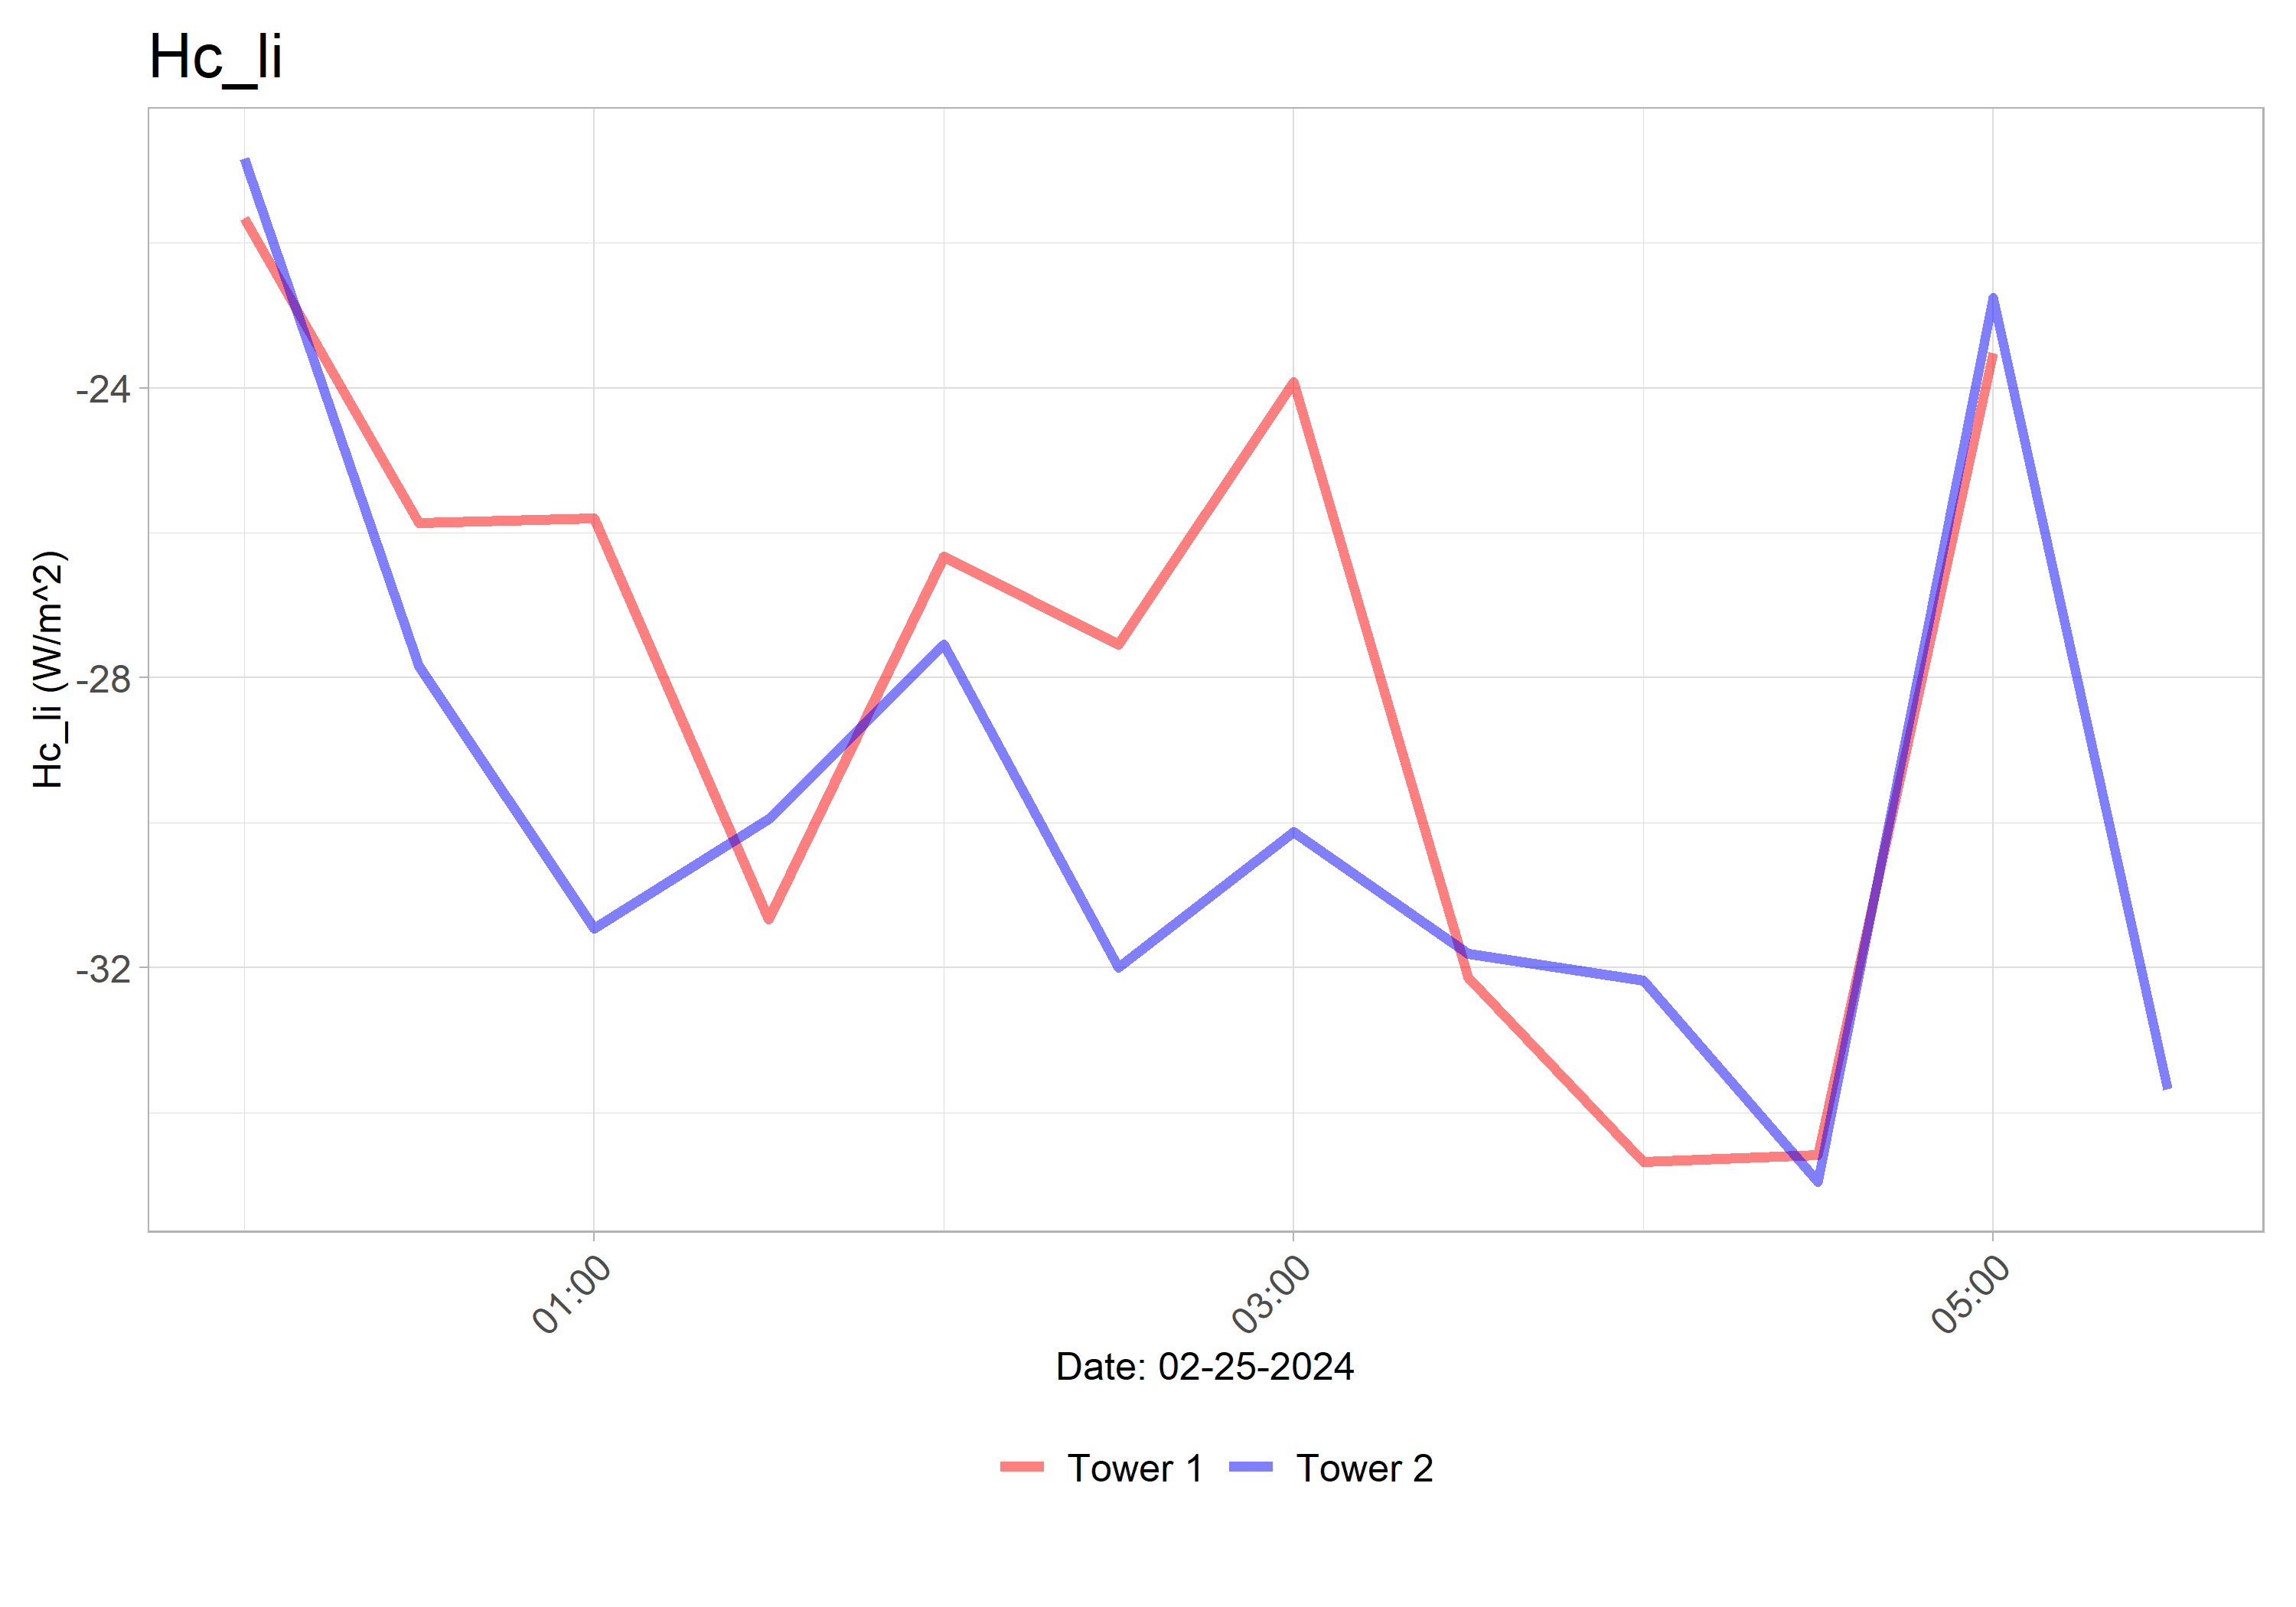 Hc_li
Hc_li (W/m^2)
-24
-28
-32
01:00
03:00
05:00
Date: 02-25-2024
Tower 1
Tower 2